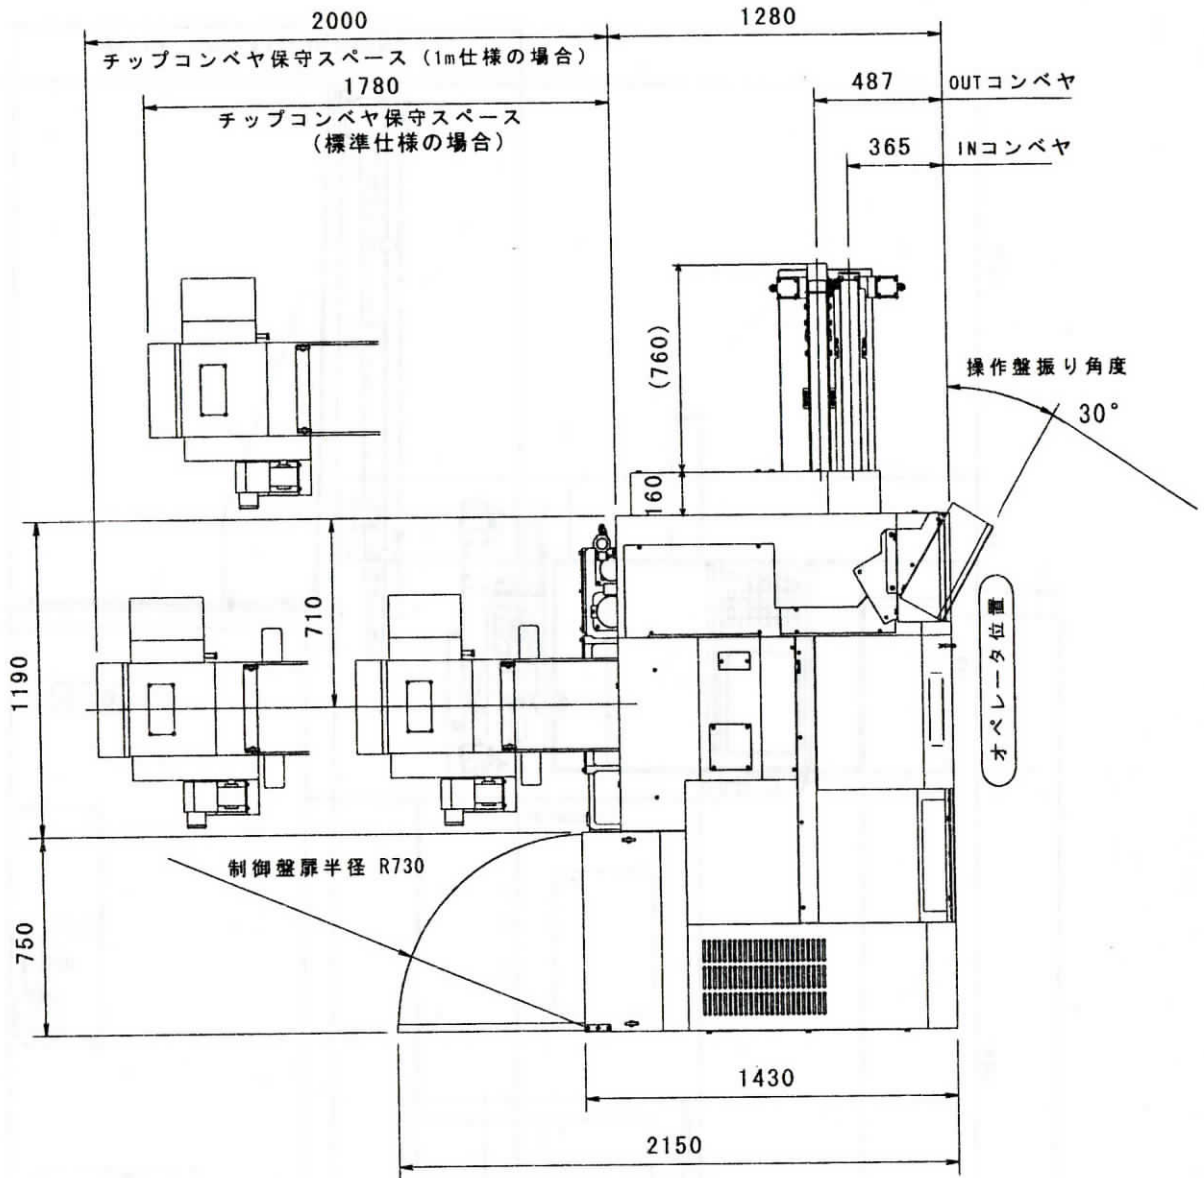 2000
1280
チップコンベヤ保守スペース (1m仕様の場合)
1780
487
OUTコンベヤ
チップコンベヤ保守スペース
(標準仕様の場合)
365
INコンベヤ
(760)
操作盤振り角度
30°
160
710
1190
オペレータ位置
制御盤扉半径 R730
750
1430
2150